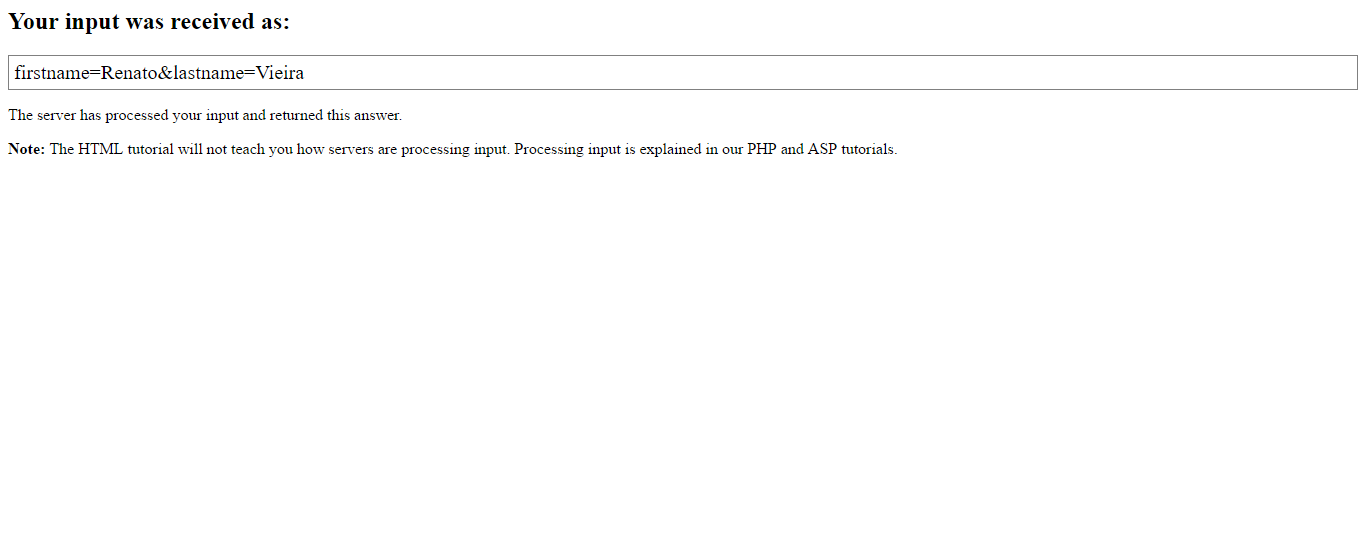 Your input was received as:
firstname=Renato&lastname=Vieira
The server has processed your input and returned this answer.
Note: The HTML tutorial will not teach you how servers are processing input. Processing input is explained in our PHP and ASP tutorials.